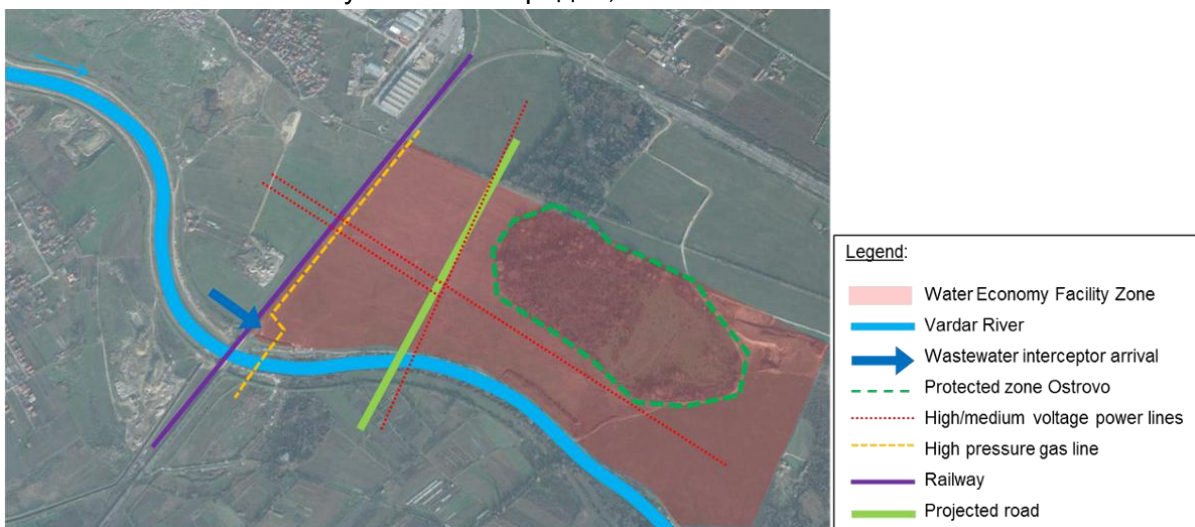 Legend:
Water Economy Facility Zone
Vardar River
Wastewater interceptor arrival
Protected zone Ostrovo
High/medium voltage power lines
High pressure gas line
Railway
Projected road